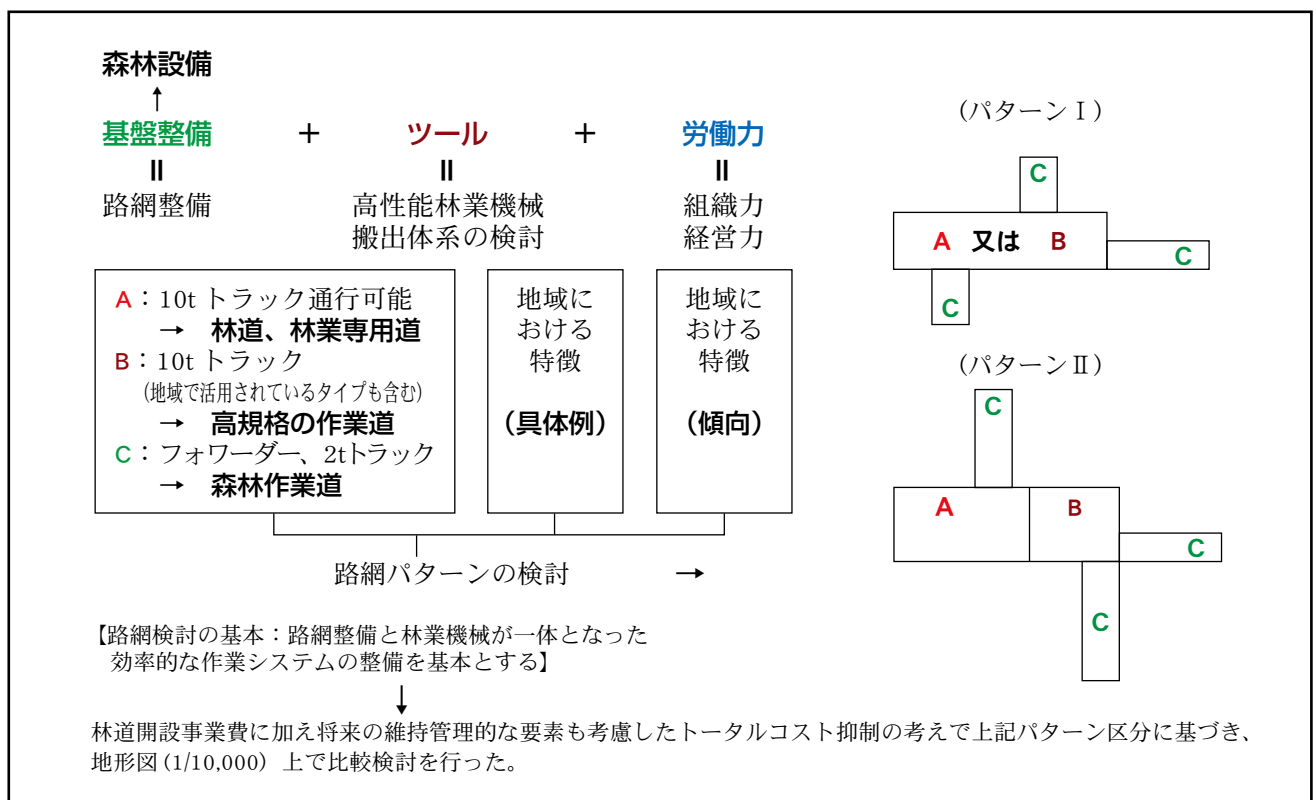 森林設備
↑
基盤整備 + ツール + 労働力
॥ ॥ ॥
路網整備
高性能林業機械
搬出体系の検討
組織力
経営力
A：10t トラック通行可能
→ 林道、林業専用道
B：10t トラック
(地域で活用されているタイプも含む)
→ 高規格の作業道
C：フォワーダー、2tトラック
→ 森林作業道
地域に
おける
特徴
(具体例)
地域に
おける
特徴
(傾向)
路網パターンの検討 →
(パターンⅠ)
C
A 又は B
C
C
(パターンⅡ)
C
A B
C
C
【路網検討の基本：路網整備と林業機械が一体となった
効率的な作業システムの整備を基本とする】
↓
林道開設事業費に加え将来の維持管理的な要素も考慮したトータルコスト抑制の考えで上記パターン区分に基づき、
地形図(1/10,000) 上で比較検討を行った。